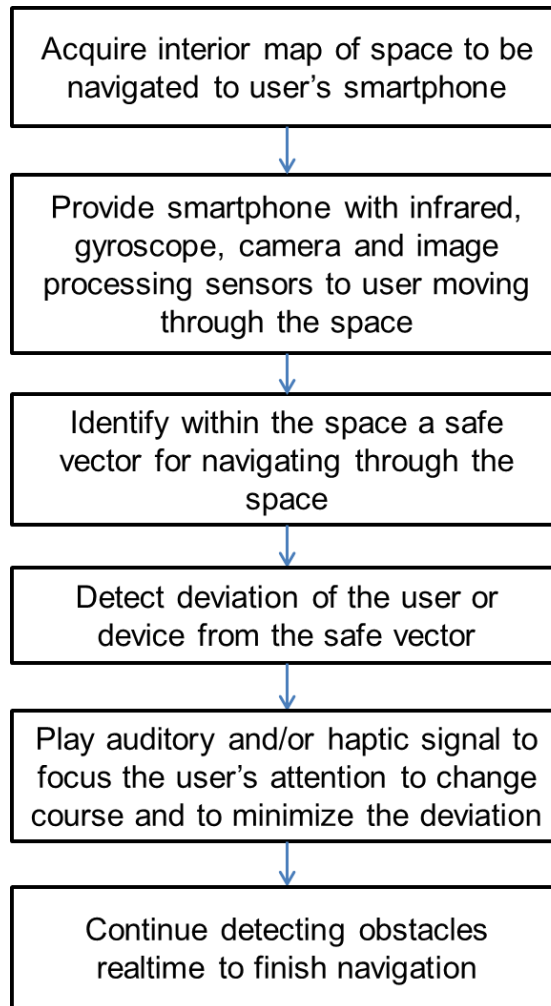 Acquire interior map of space to be
navigated to user's smartphone
Provide smartphone with infrared,
gyroscope, camera and image
processing sensors to user moving
through the space
Identify within the space a safe
vector for navigating through the
space
Detect deviation of the user or
device from the safe vector
Play auditory and/or haptic signal to
focus the user's attention to change
course and to minimize the deviation
Continue detecting obstacles
realtime to finish navigation